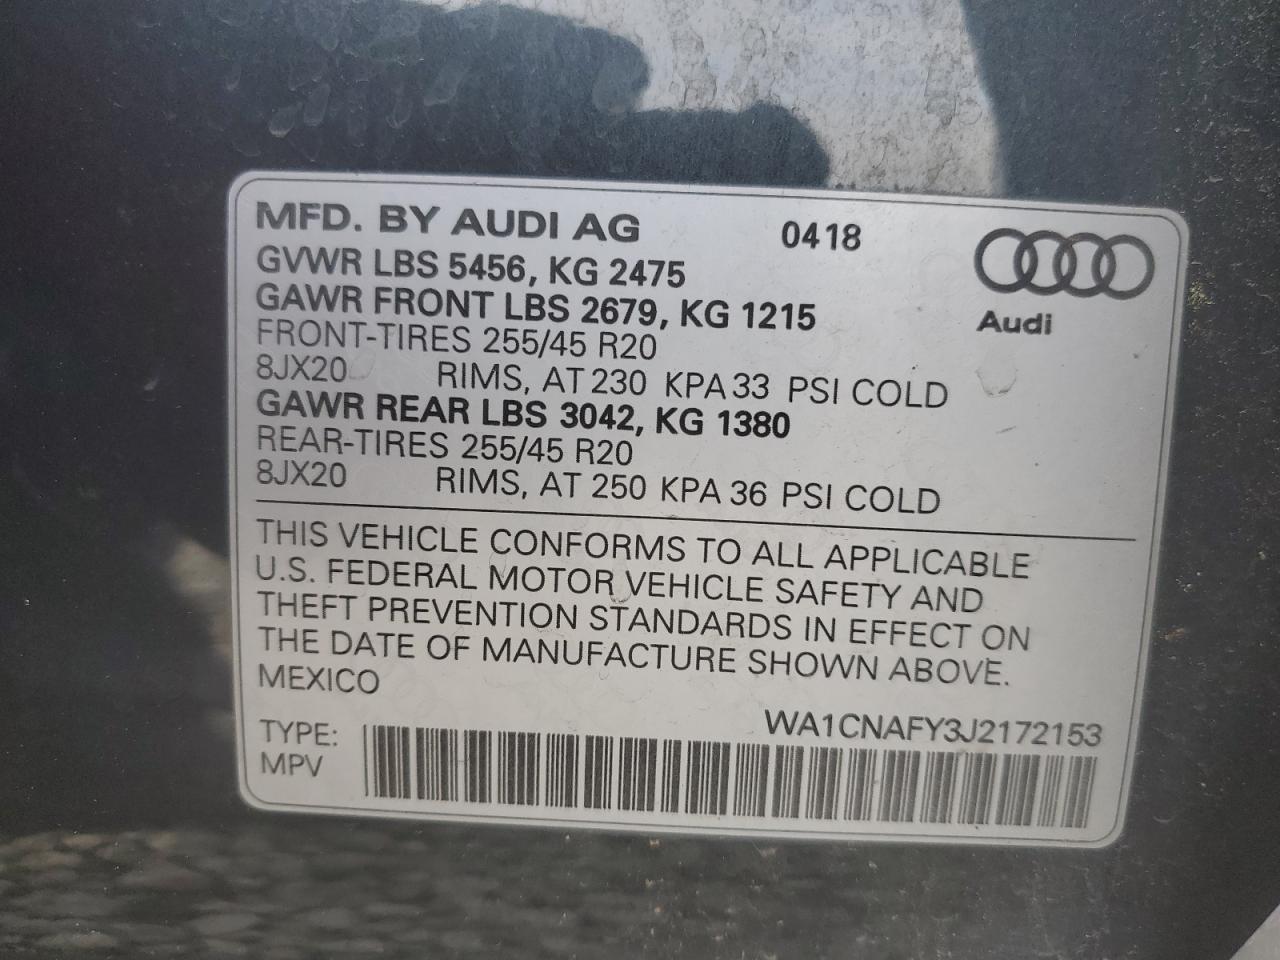 MFD. BY AUDI AG 0418
GVWR LBS 5456, KG 2475
GAWR FRONT LBS 2679, KG 1215
Audi
FRONT-TIRES 255/45 R20
8JX20 RIMS, AT 230 KPA 33 PSI COLD
GAWR REAR LBS 3042, KG 1380
REAR-TIRES 255/45 R20
8JX20 RIMS, AT 250 KPA 36 PSI COLD
THIS VEHICLE CONFORMS TO ALL APPLICABLE
U.S. FEDERAL MOTOR VEHICLE SAFETY AND
THEFT PREVENTION STANDARDS IN EFFECT ON
THE DATE OF MANUFACTURE SHOWN ABOVE.
MEXICO
WA1CNAFY3J2172153
TYPE:
MPV